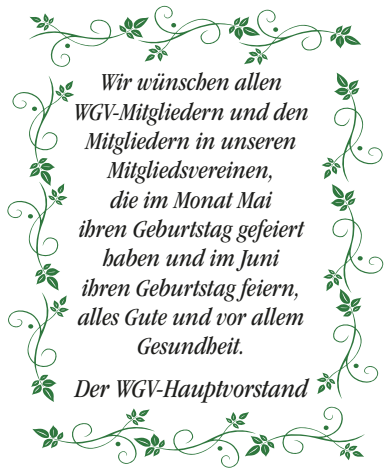 Wir wünschen allen
WGV-Mitgliedern und den
Mitgliedern in unseren
Mitgliedsvereinen,
die im Monat Mai
ihren Geburtstag gefeiert
haben und im Juni
ihren Geburtstag feiern,
alles Gute und vor allem
Gesundheit.
Der WGV-Hauptvorstand